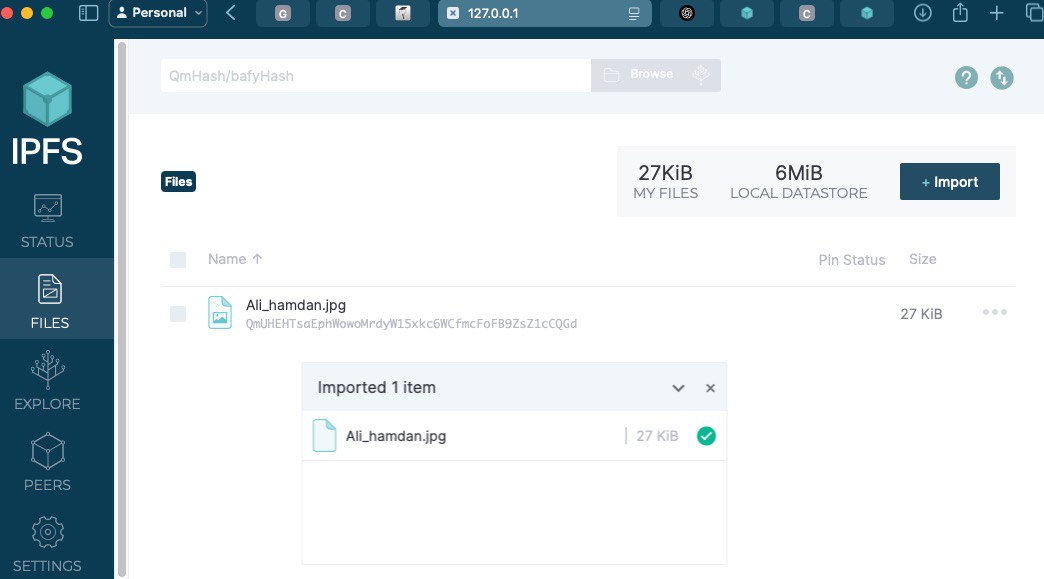 Personal
G
C
127.0.0.1
C
QmHash/bafyHash
Browse
?
IPFS
STATUS
FILES
EXPLORE
PEERS
SETTINGS
Files
27KiB
MY FILES
6MiB
LOCAL DATASTORE
+ Import
Name ↑
Pin Status
Size
Ali_hamdan.jpg
QmUHEHTsaEphWowoMrdyW15xkc6WCfmcFoF89ZsZ1cCQGd
27 KiB
Imported 1 item
Ali_hamdan.jpg
27 KiB